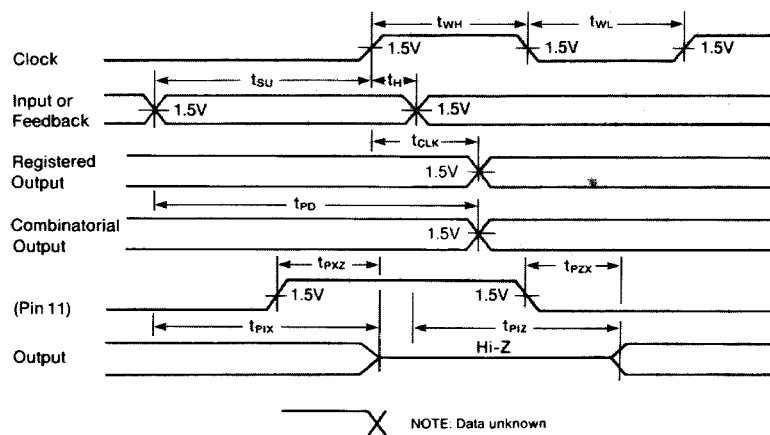 tWH
tWL
Clock
1.5V
1.5V
1.5V
tSU
tH
Input or
Feedback
1.5V
1.5V
tCLK
Registered
Output
1.5V
tPD
Combinatorial
Output
1.5V
tPXZ
tPZX
(Pin 11)
1.5V
1.5V
tPIX
tPIZ
Output
Hi-Z
NOTE: Data unknown